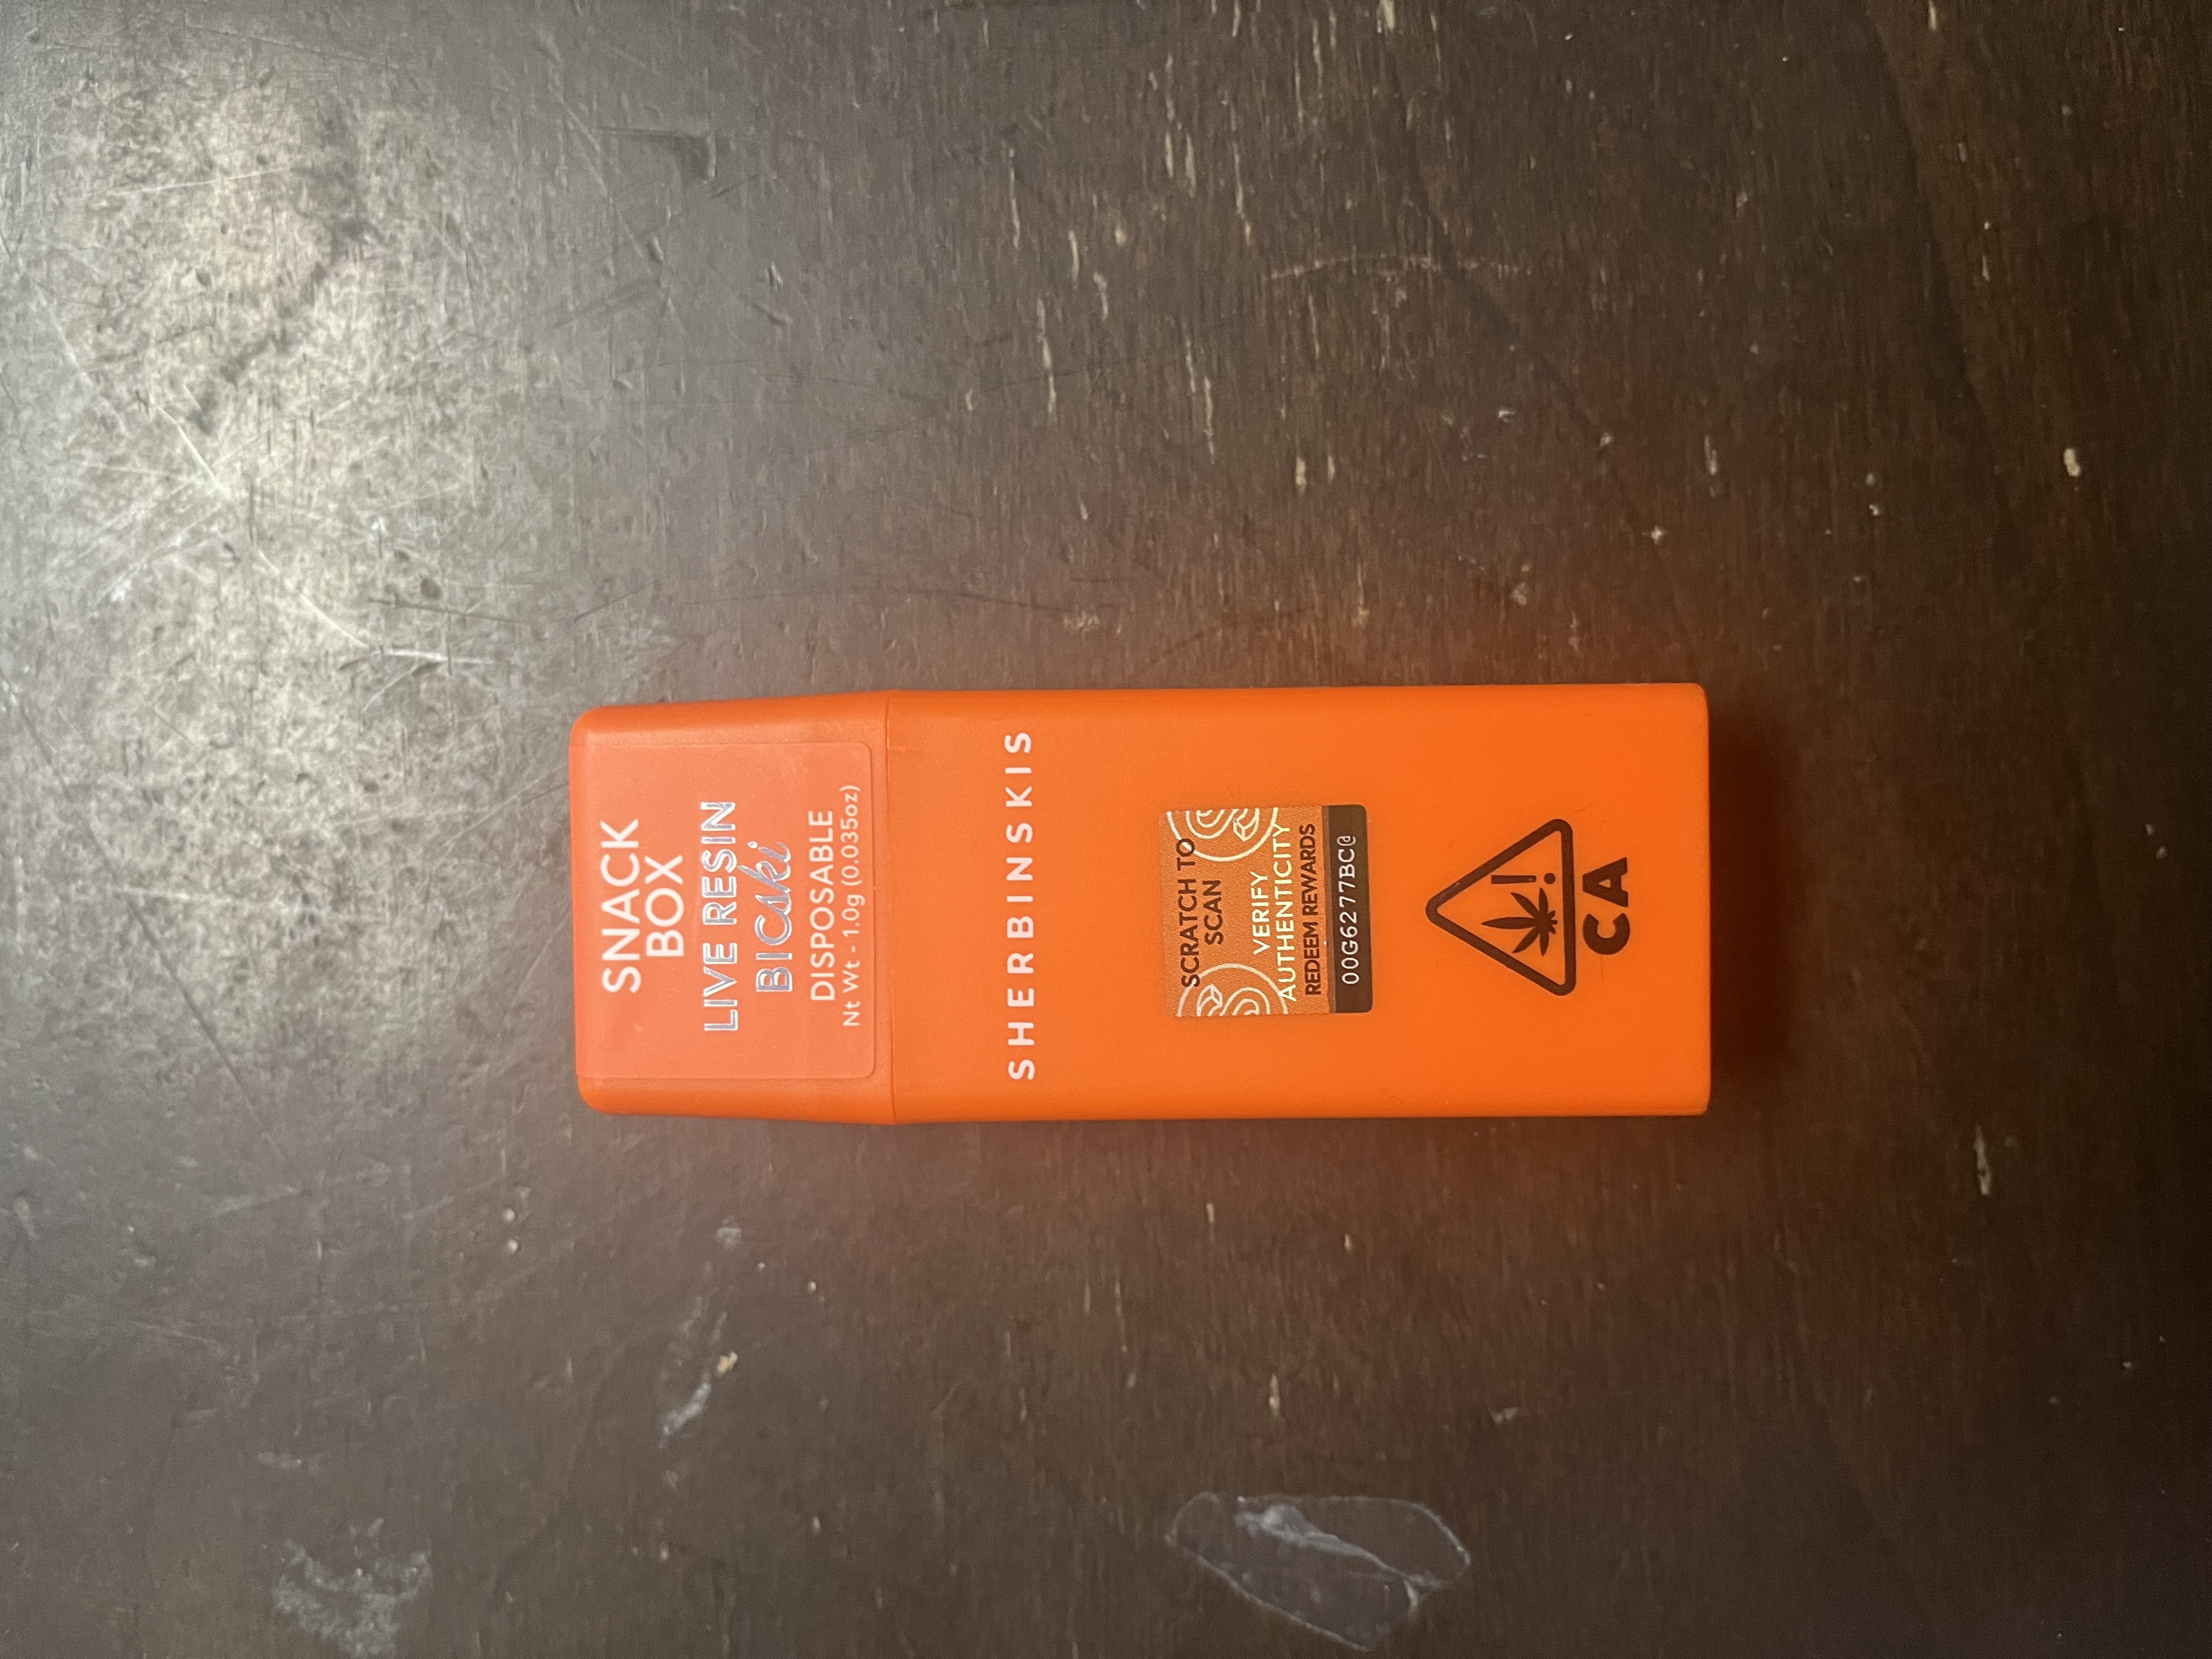 SNACK
BOX
LIVE RESIN
BICski
DISPOSABLE
Nt Wt - 1.0g (0.035oz)
SHERBINSKIS
SCRATCH TO
SCAN
VERIFY
AUTHENTICITY
REDEEM REWARDS
00G6277BC@
!
CA